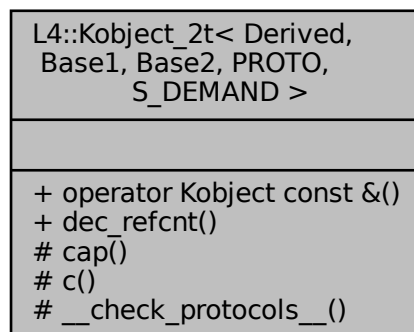 L4::Kobject_2t< Derived,
Base1, Base2, PROTO,
S_DEMAND >
+ operator Kobject const &()
+ dec_refcnt()
# cap()
# c()
# __check_protocols__()